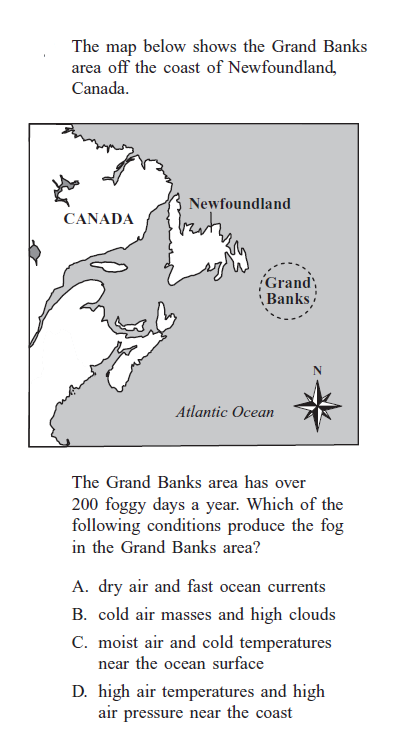 The map below shows the Grand Banks
area off the coast of Newfoundland,
Canada.
Newfoundland
CANADA
Grand
Banks
N
Atlantic Ocean
The Grand Banks area has over
200 foggy days a year. Which of the
following conditions produce the fog
in the Grand Banks area?
A. dry air and fast ocean currents
B. cold air masses and high clouds
C. moist air and cold temperatures
near the ocean surface
D. high air temperatures and high
air pressure near the coast